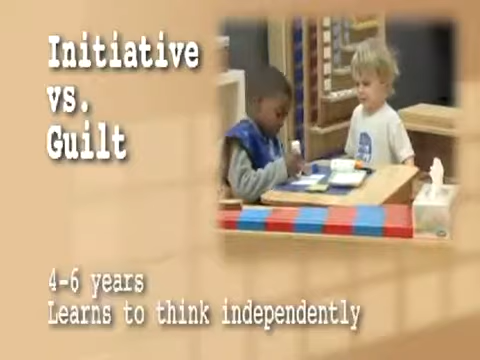 Initiative
vs.
Guilt
4-6 years
Learns to think independently